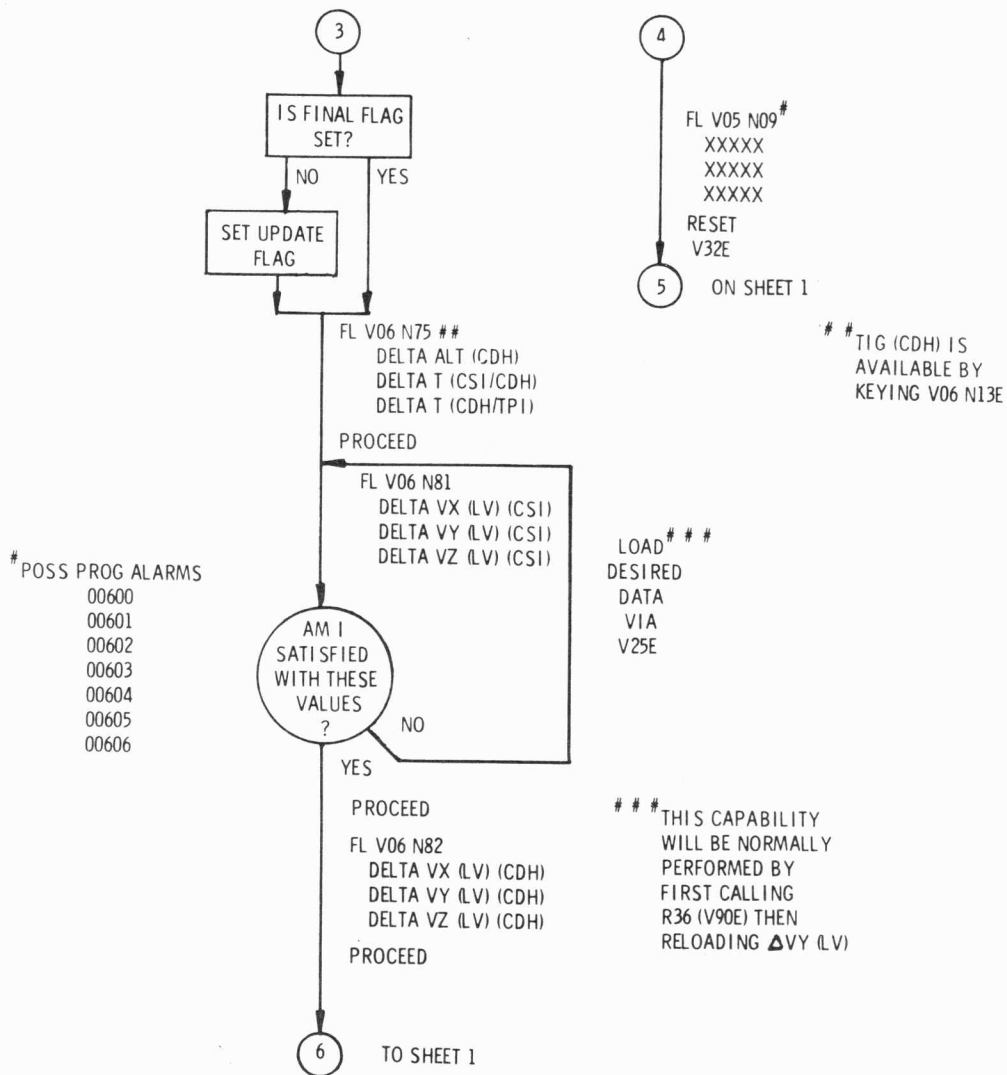 3
IS FINAL FLAG
SET?
NO
YES
SET UPDATE
FLAG
FL V06 N75 ##
DELTA ALT (CDH)
DELTA T (CSI/CDH)
DELTA T (CDH/TPI)
PROCEED
FL V06 N81
DELTA VX (LV) (CSI)
DELTA VY (LV) (CSI)
DELTA VZ (LV) (CSI)
# POSS PROG ALARMS
00600
00601
00602
00603
00604
00605
00606
AM I
SATISFIED
WITH THESE
VALUES
?
NO
YES
LOAD # # #
DESIRED
DATA
VIA
V25E
PROCEED
FL V06 N82
DELTA VX (LV) (CDH)
DELTA VY (LV) (CDH)
DELTA VZ (LV) (CDH)
PROCEED
6 TO SHEET 1
4
FL V05 N09 #
XXXXX
XXXXX
XXXXX
RESET
V32E
5 ON SHEET 1
# # TIG (CDH) IS
AVAILABLE BY
KEYING V06 N13E
# # # THIS CAPABILITY
WILL BE NORMALLY
PERFORMED BY
FIRST CALLING
R36 (V90E) THEN
RELOADING ΔVY (LV)